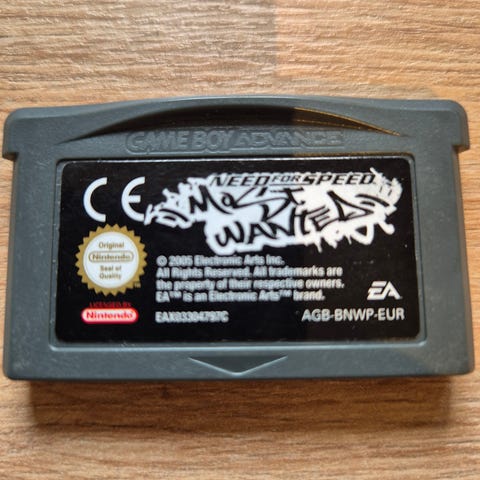 GAME BOY ADVANCE
CE
NEED FOR SPEED
MOST
WANTED
Original
Nintendo
Seal of
Quality
© 2005 Electronic Arts Inc.
All Rights Reserved. All trademarks are
the property of their respective owners.
EA™ is an Electronic Arts™ brand.
EA
LICENSED BY
Nintendo
EAX03304797C
AGB-BNWP-EUR